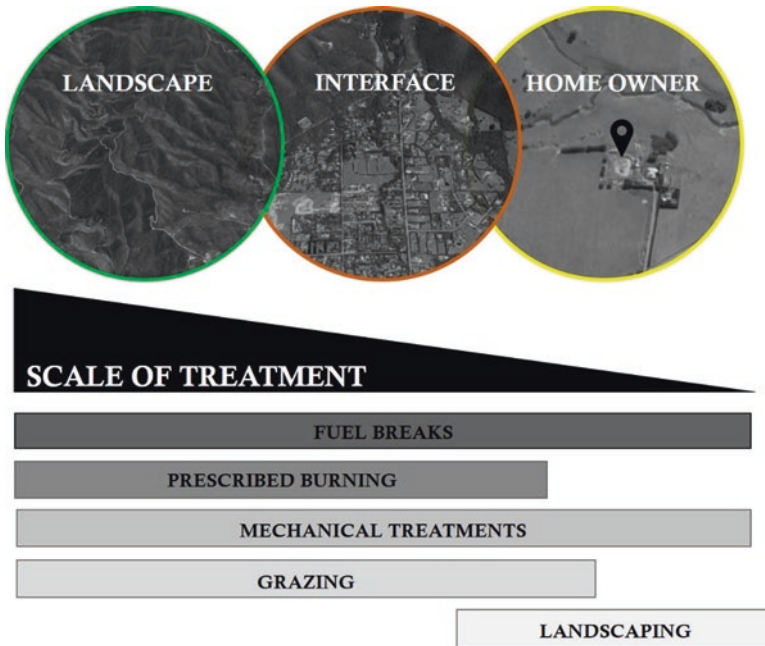 LANDSCAPE
INTERFACE
HOME OWNER
SCALE OF TREATMENT
FUEL BREAKS
PRESCRIBED BURNING
MECHANICAL TREATMENTS
GRAZING
LANDSCAPING